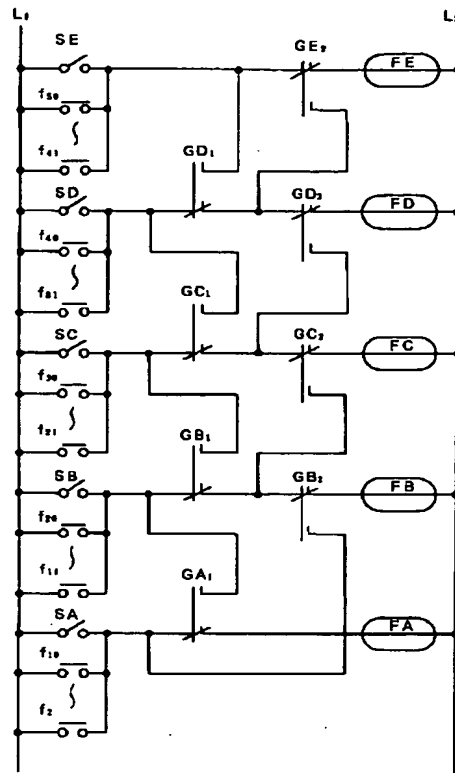 L₁ L₂
SE GE₂ FE
f₅₀
f₄₁ GD₁
SD GD₂ FD
f₄₀
f₃₁ GC₁
SC GC₂ FC
f₃₀
f₂₁ GB₁
SB GB₂ FB
f₂₀
f₁₁ GA₁
SA FA
f₁₀
f₂